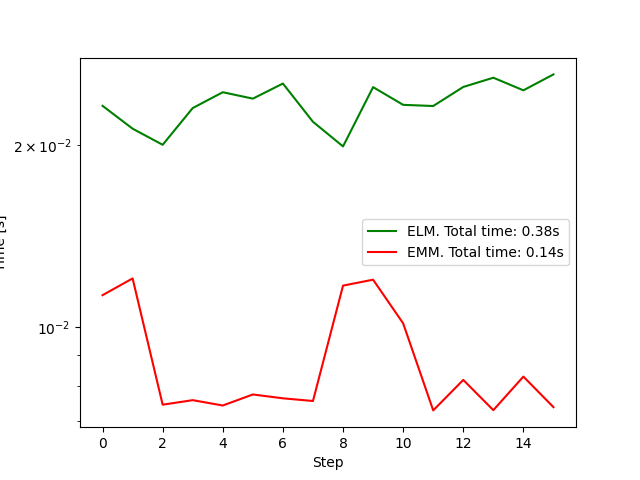 2 × 10⁻²
10⁻²
Time [s]
ELM. Total time: 0.38s
EMM. Total time: 0.14s
0 2 4 6 8 10 12 14
Step